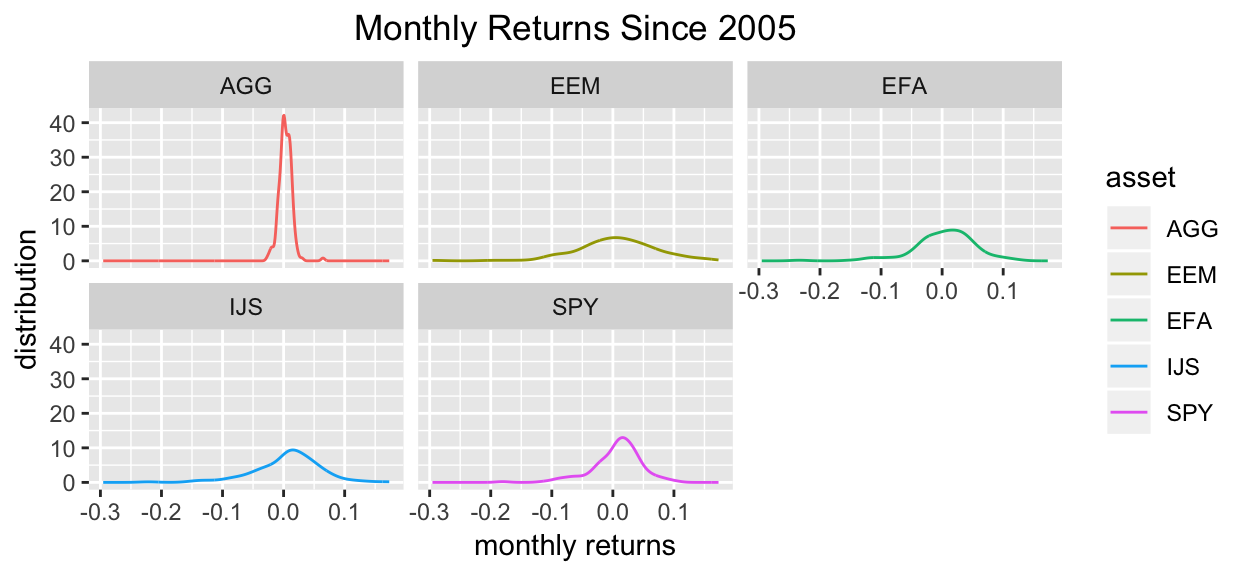 Monthly Returns Since 2005
AGG
EEM
EFA
40
30
20
10
0
-0.3 -0.2 -0.1 0.0 0.1
IJS
SPY
40
30
20
10
0
-0.3 -0.2 -0.1 0.0 0.1
-0.3 -0.2 -0.1 0.0 0.1
monthly returns
distribution
asset
AGG
EEM
EFA
IJS
SPY